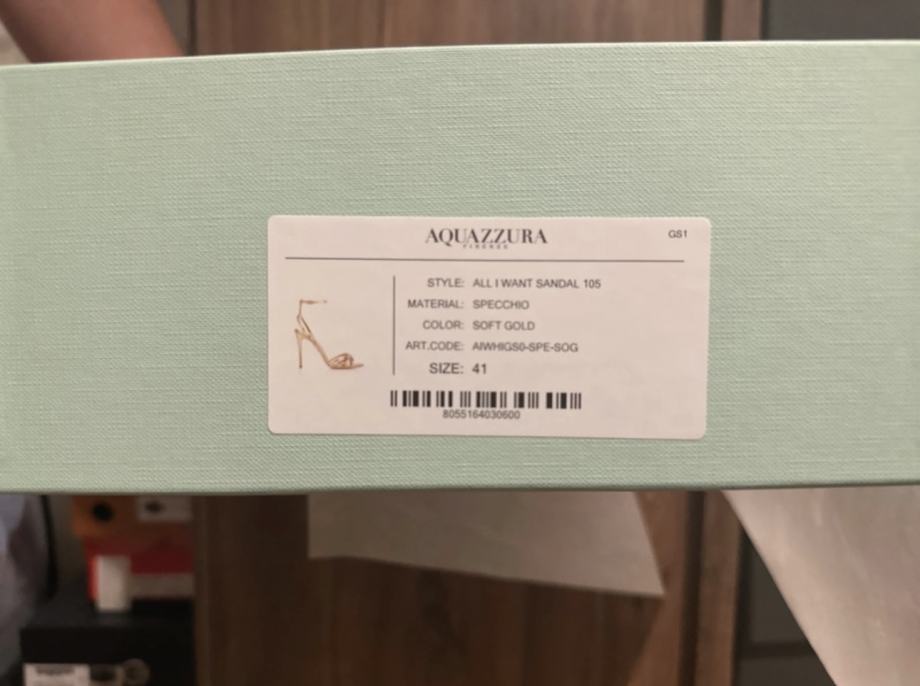 AQUAZZURA
FIRENZE
GS1
STYLE: ALL I WANT SANDAL 105
MATERIAL: SPECCHIO
COLOR: SOFT GOLD
ART.CODE: AIWHIGS0-SPE-SOG
SIZE: 41
8055164030600